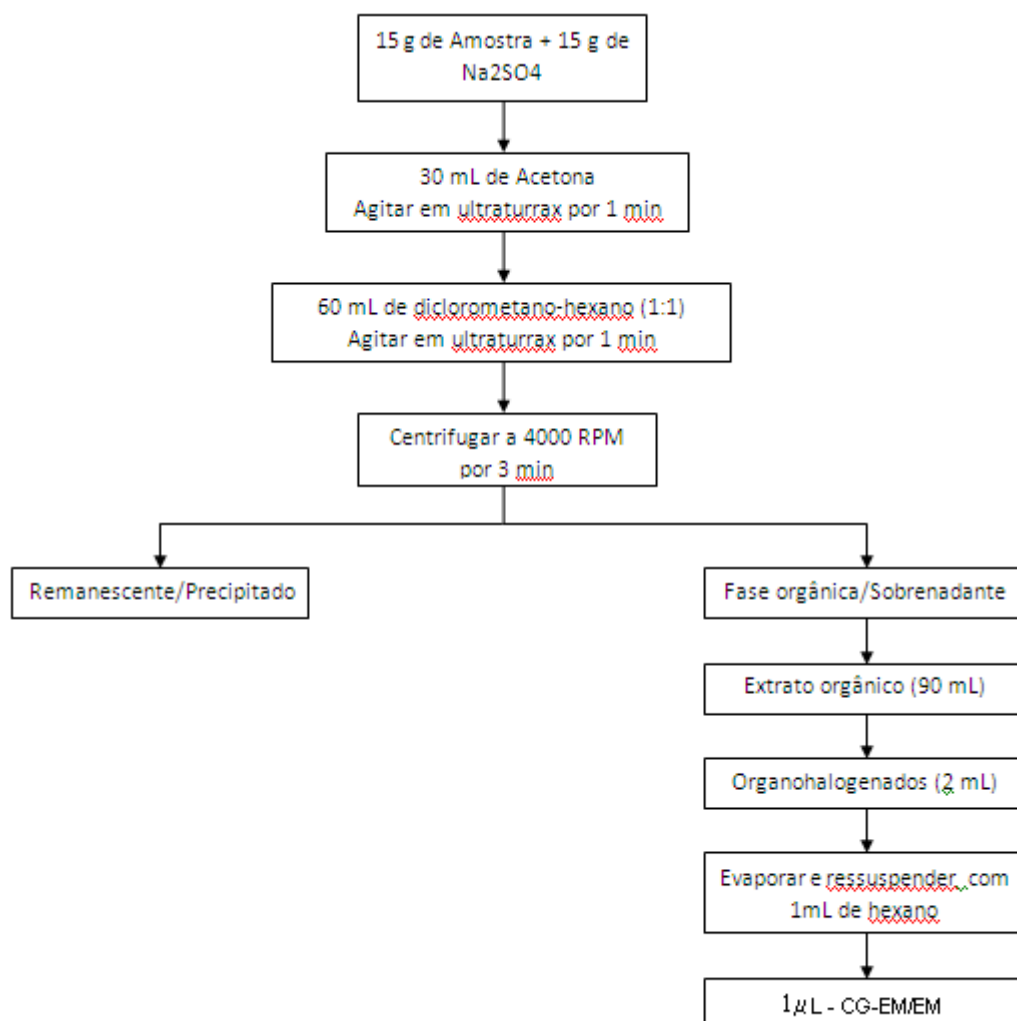 15 g de Amostra + 15 g de
Na2SO4
30 mL de Acetona
Agitar em ultraturrax por 1 min
60 mL de diclorometano-hexano (1:1)
Agitar em ultraturrax por 1 min
Centrifugar a 4000 RPM
por 3 min
Remanescente/Precipitado
Fase orgânica/Sobrenadante
Extrato orgânico (90 mL)
Organohalogenados (2 mL)
Evaporar e ressuspender com
1mL de hexano
1μL - CG-EM/EM